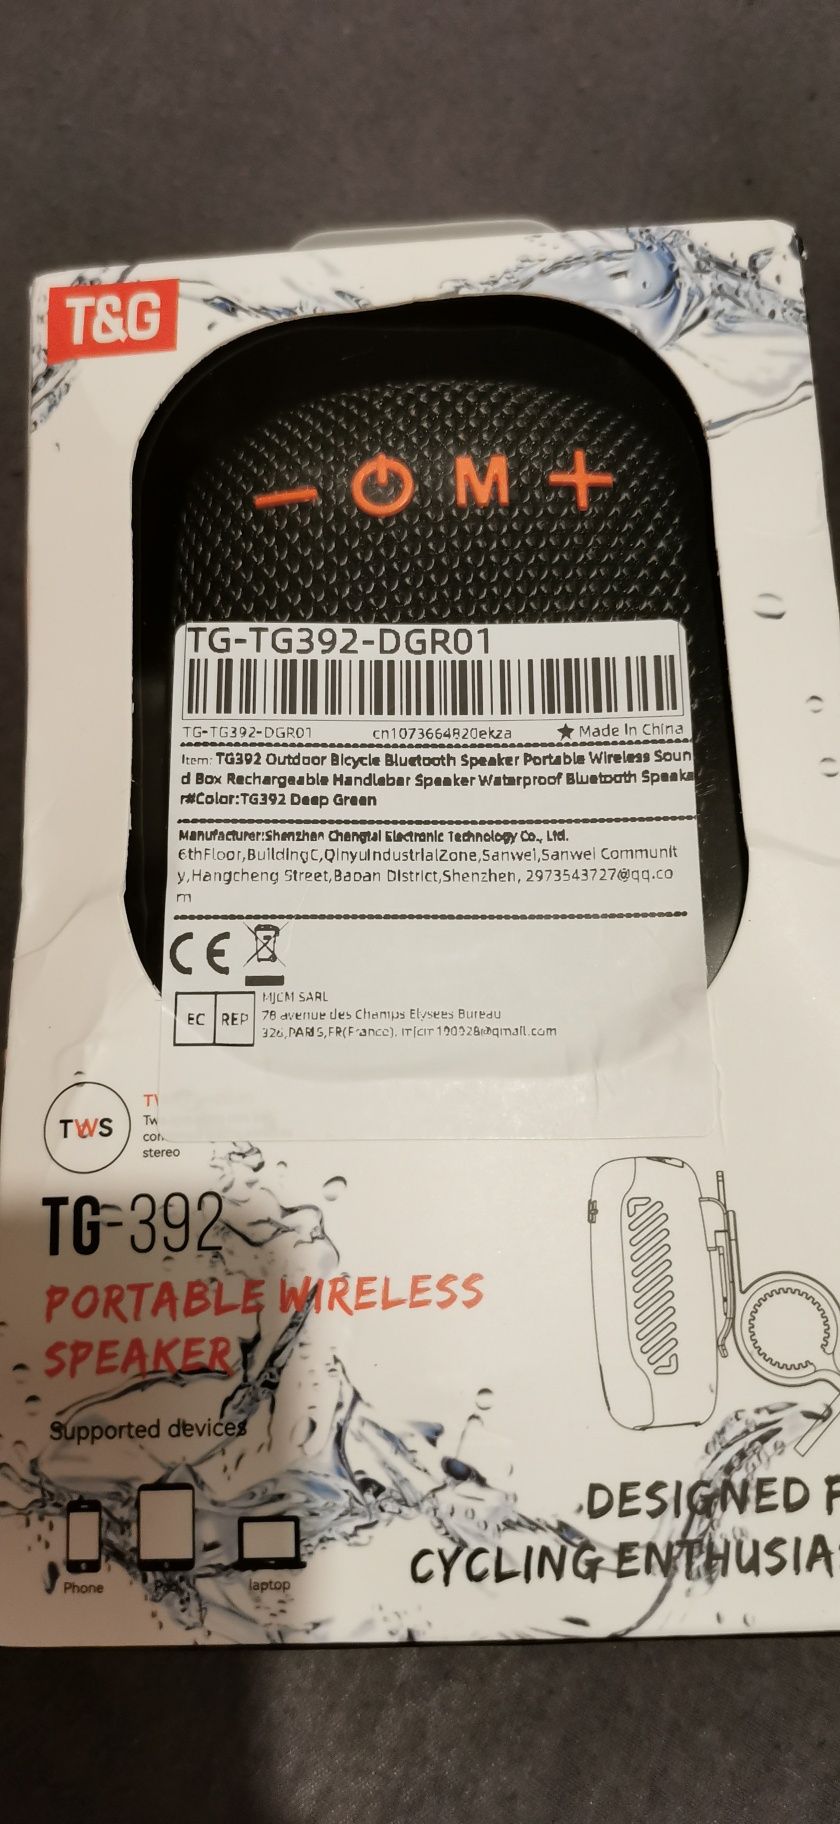 T&G
M
TG-TG392-DGR01
TG-TG392-DGR01 cn1073664820ekza ★ Made In China
Item: TG392 Outdoor Bicycle Bluetooth Speaker Portable Wireless Soun
d Box Rechargeable Handlebar Speaker Waterproof Bluetooth Speake
r#Color:TG392 Deep Green
Manufacturer:Shenzhen Changtai Electronic Technology Co., Ltd.
6thFloor,BuildingC,QinyuIndustrialZone,Sanwei,Sanwei Communit
y,Hangcheng Street,Baoan District,Shenzhen, 2973543727@qq.co
m
CE
EC REP
MJCM SARL
78 avenue des Champs Elysees Bureau
326,PARIS,FR(France),
TWS
stereo
TG-392
PORTABLE WIRELESS
SPEAKER
Supported devices
Phone
laptop
DESIGNED F
CYCLING ENTHUSIA